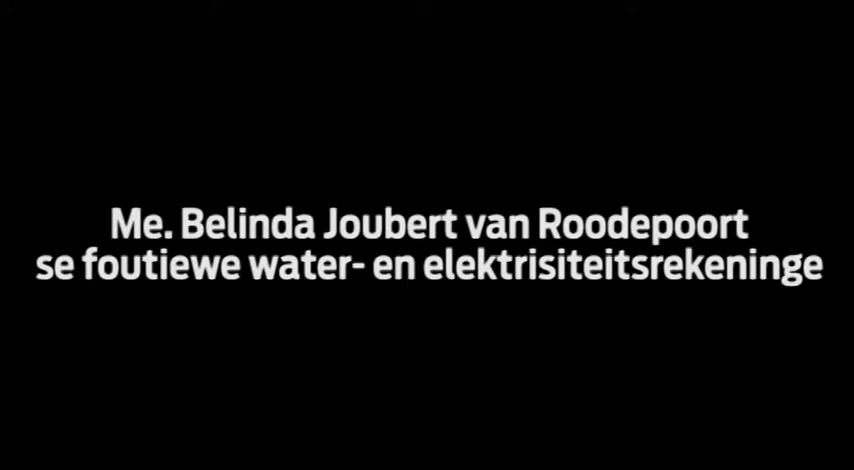 Me. Belinda Joubert van Roodepoort
se foutiewe water- en elektrisiteitsrekeninge